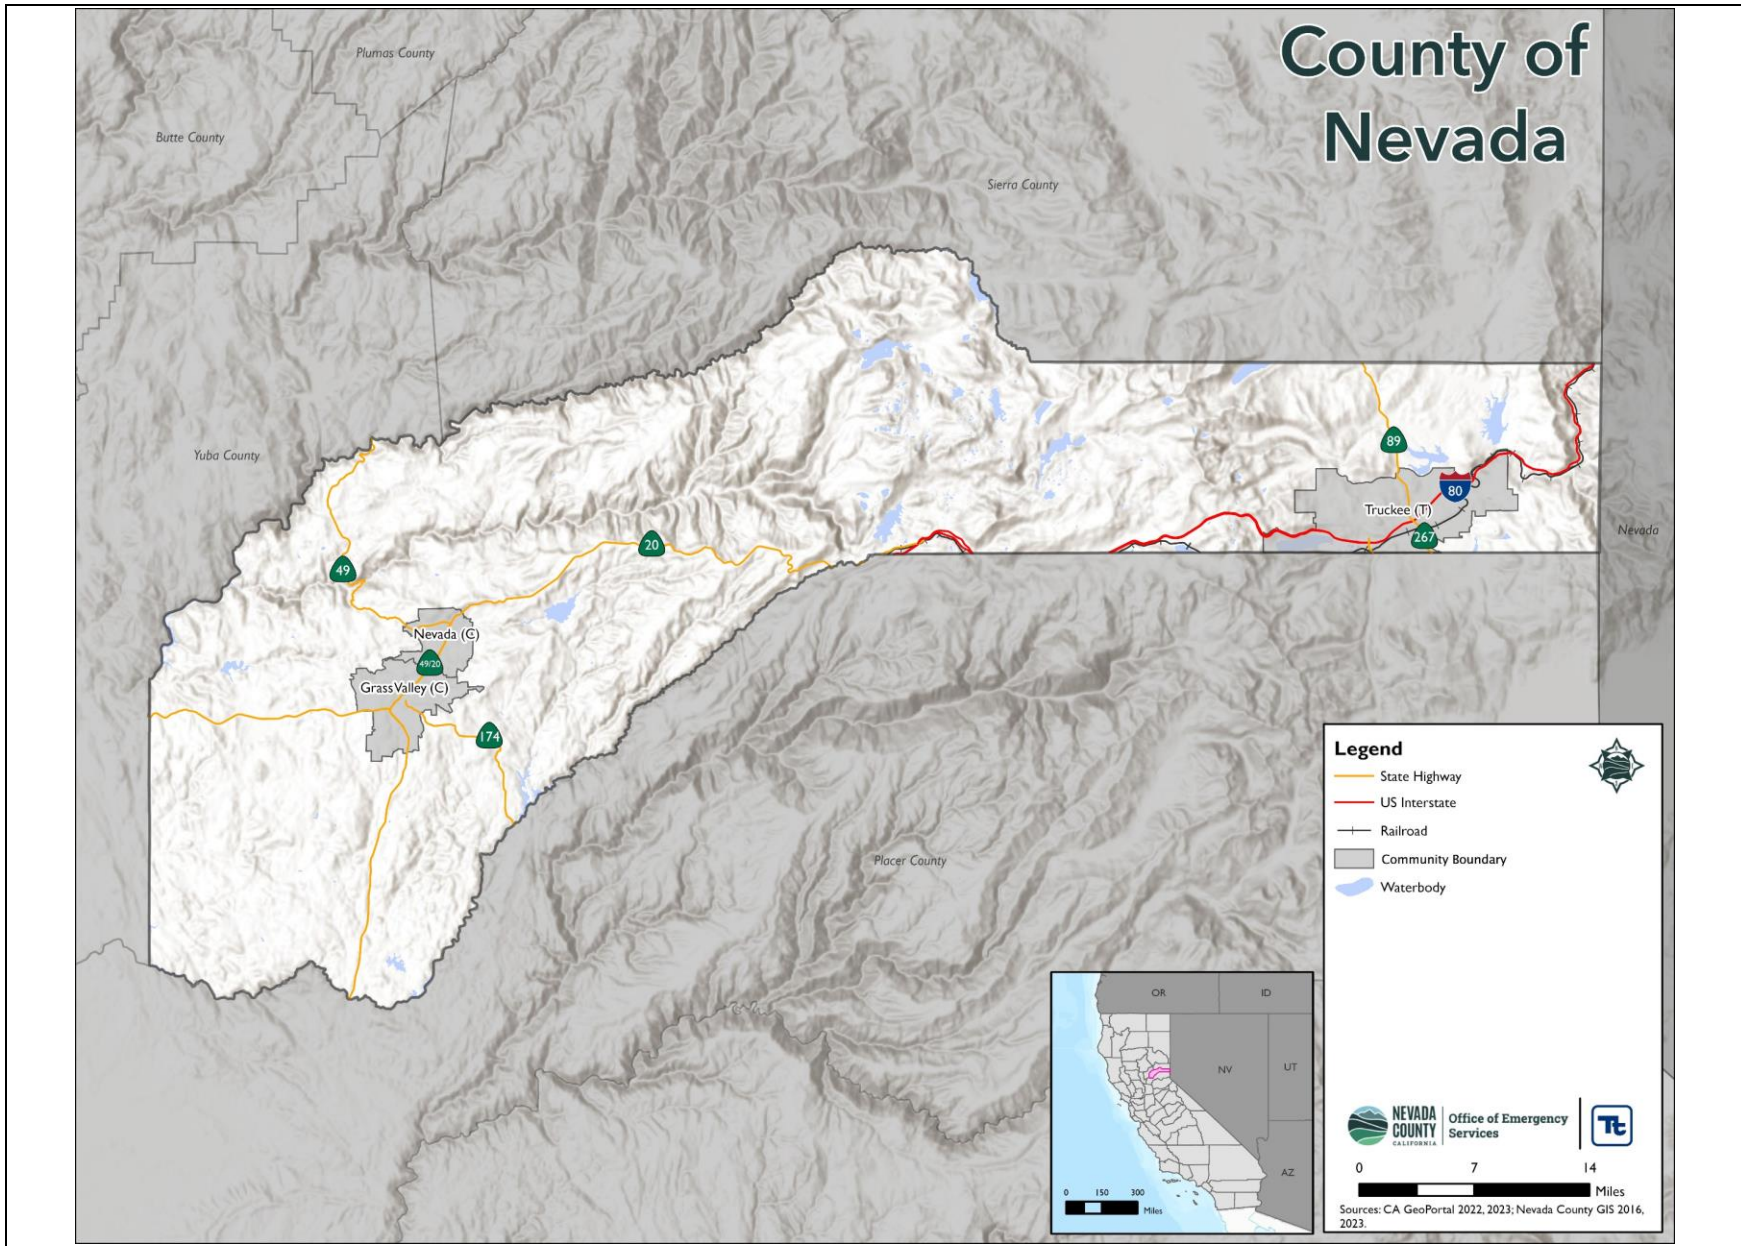 County of
Nevada
Plumas County
Butte County
Sierra County
Yuba County
89
80
Truckee (T)
267
Nevada
20
49
Nevada (C)
49/20
Grass Valley (C)
174
Placer County
Legend
State Highway
US Interstate
Railroad
Community Boundary
Waterbody
OR
ID
NV
UT
AZ
0 150 300
Miles
NEVADA
COUNTY
CALIFORNIA
Office of Emergency
Services
Tt
0 7 14
Miles
Sources: CA GeoPortal 2022, 2023; Nevada County GIS 2016,
2023.